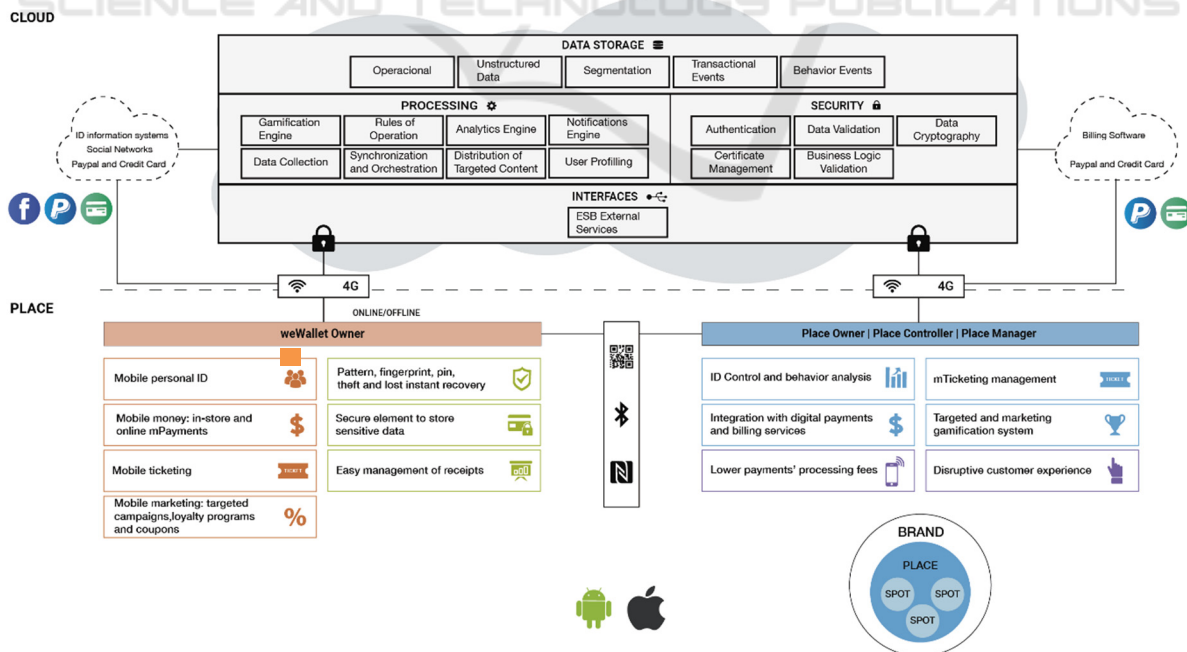 SCIENCE AND TECHNOLOGY PUBLICATIONS
CLOUD
DATA STORAGE
Operacional
Unstructured
Data
Segmentation
Transactional
Events
Behavior Events
PROCESSING
Gamification
Engine
Rules of
Operation
Analytics Engine
Notifications
Engine
Data Collection
Synchronization
and Orchestration
Distribution of
Targeted Content
User Profilling
SECURITY
Authentication
Data Validation
Data
Cryptography
Certificate
Management
Business Logic
Validation
INTERFACES
ESB External
Services
ID information systems
Social Networks
Paypal and Credit Card
Billing Software
Paypal and Credit Card
4G
4G
PLACE
ONLINE/OFFLINE
weWallet Owner
Mobile personal ID
Pattern, fingerprint, pin,
theft and lost instant recovery
Mobile money: in-store and
online mPayments
Secure element to store
sensitive data
Mobile ticketing
TICKET
Easy management of receipts
Mobile marketing: targeted
campaigns,loyalty programs
and coupons
Place Owner | Place Controller | Place Manager
ID Control and behavior analysis
mTicketing management
TICKET
Integration with digital payments
and billing services
Targeted and marketing
gamification system
Lower payments' processing fees
Disruptive customer experience
BRAND
PLACE
SPOT
SPOT
SPOT